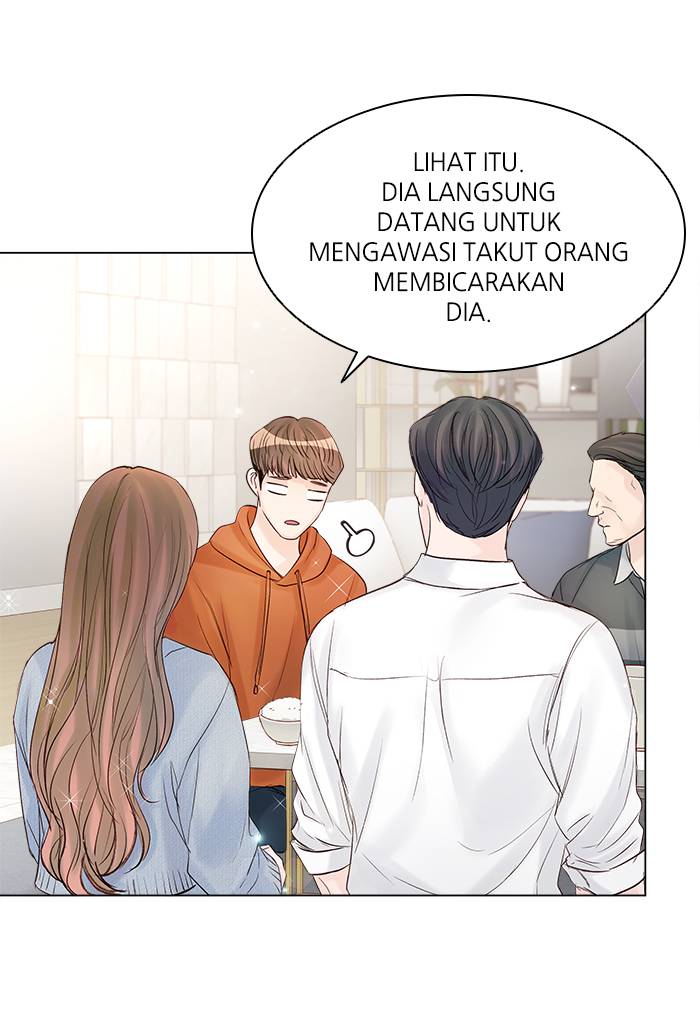 LIHAT ITU.
DIA LANGSUNG
DATANG UNTUK
MENGAWASI TAKUT ORANG
MEMBICARAKAN
DIA.